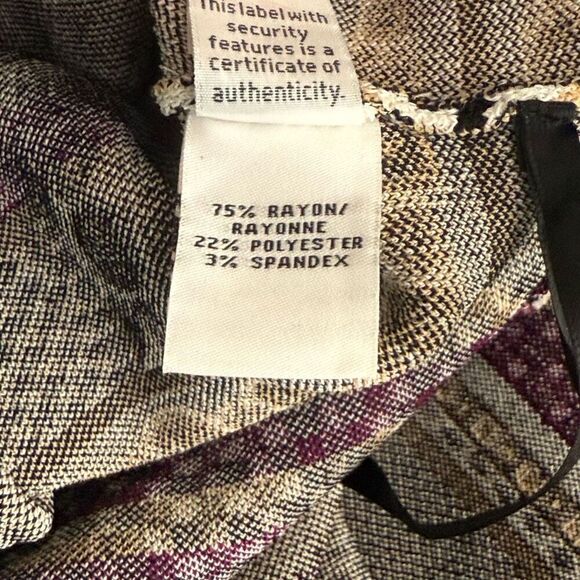 This label with
security
features is a
certificate of
authenticity.
75% RAYON/
RAYONNE
22% POLYESTER
3% SPANDEX